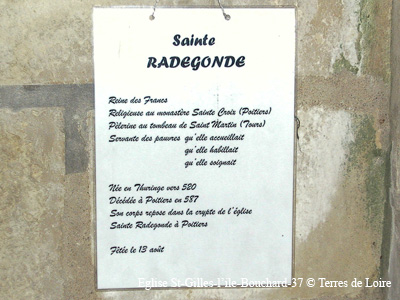 Sainte
RADEGONDE
Reine des Francs
Religieuse au monastère Sainte Croix (Poitiers)
Pèlerine au tombeau de Saint Martin (Tours)
Servante des pauvres qu'elle accueillait
qu'elle habillait
qu'elle soignait
Née en Thuringe vers 520
Décédée à Poitiers en 587
Son corps repose dans la crypte de l'église
Sainte Radegonde à Poitiers
Fêtée le 13 août
Eglise St-Gilles-l'Ile-Bouchard-37 © Terres de Loire